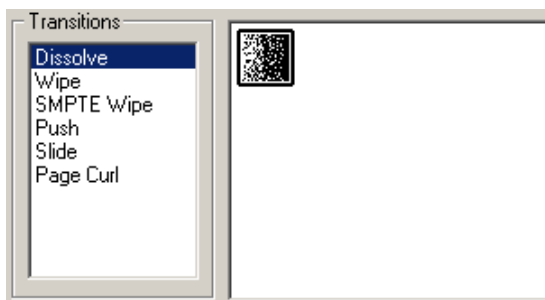 Transitions
Dissolve
Wipe
SMPTE Wipe
Push
Slide
Page Curl